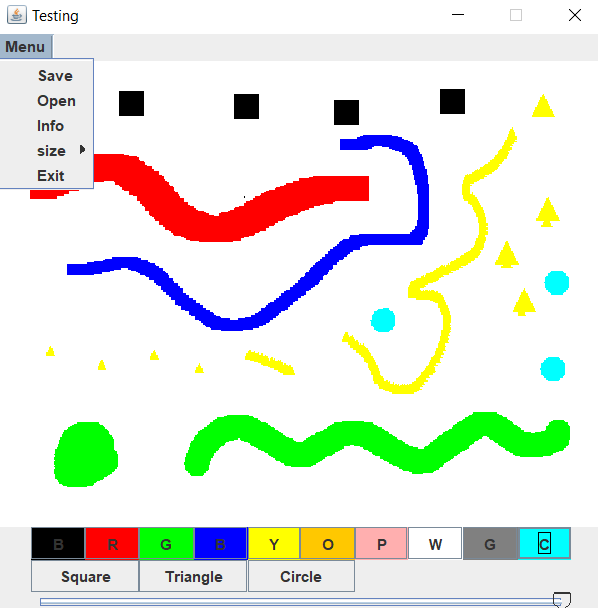 Testing
Menu
Save
Open
Info
size
Exit
B R G B Y O P W G C
Square Triangle Circle